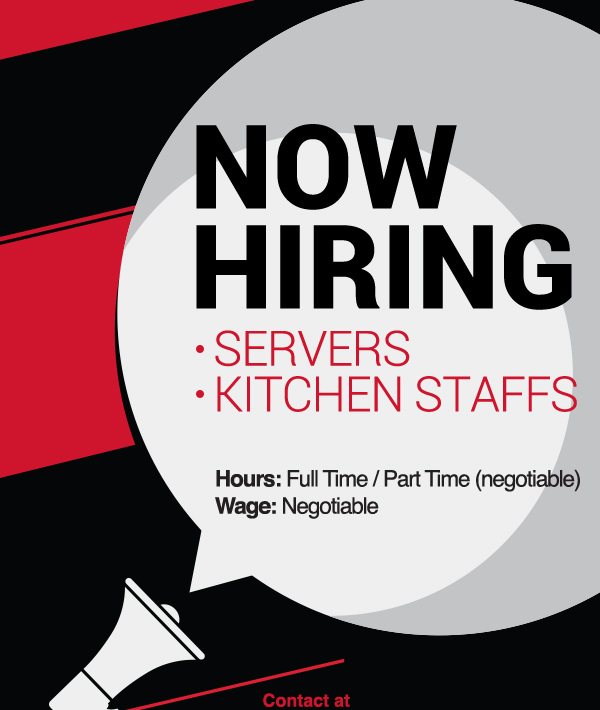 NOW
HIRING
• SERVERS
• KITCHEN STAFFS
Hours: Full Time / Part Time (negotiable)
Wage: Negotiable
Contact at